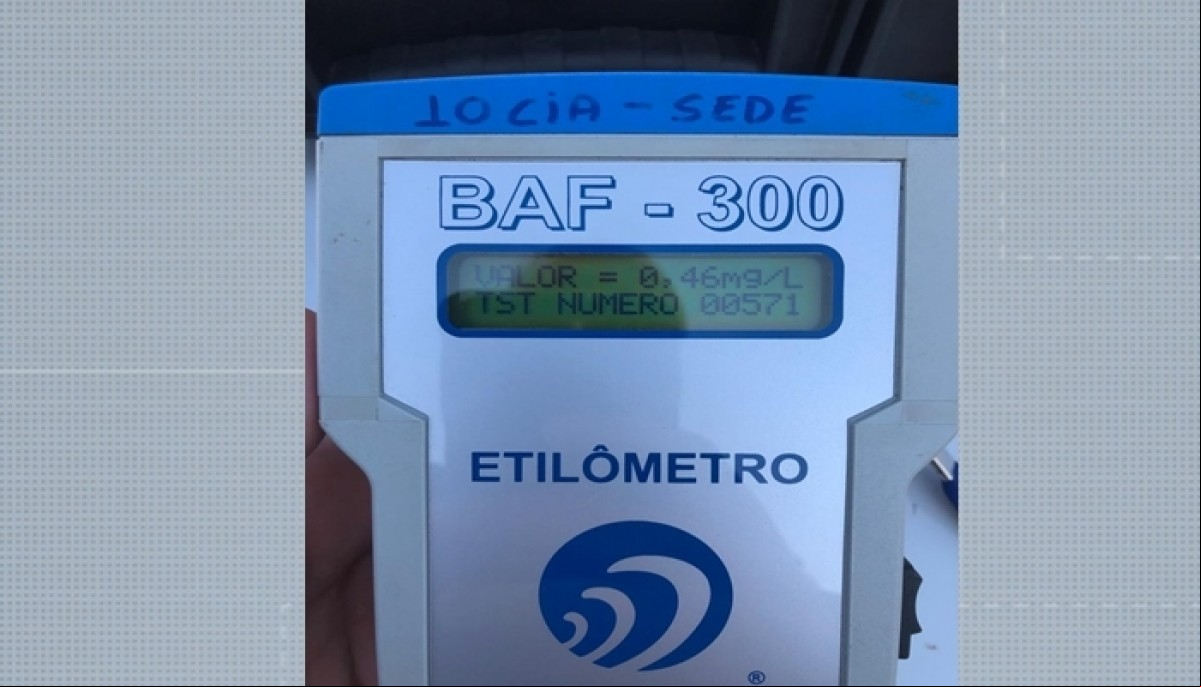 10 CIA - SEDE
BAF - 300
VALOR = 0,46mg/L
TST NUMERO 00571
ETILÔMETRO
®